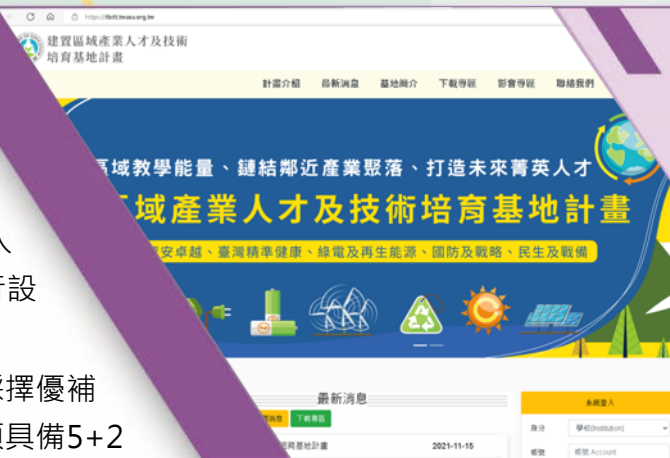 建置區域產業人才及技術
培育基地計畫
計畫介紹 最新消息 基地簡介 下載專區 影音專區 聯絡我們
區域教學能量、鏈結鄰近產業聚落、打造未來菁英人才
域產業人才及技術培育基地計畫
安卓越、臺灣精準健康、綠電及再生能源、國防及戰略、民生及戰備
人
設
擇優補
具備5+2
最新消息
消息 下載專區
培育基地計畫 2021-11-15
系統登入
身分 學校(Institution)
帳號 帳號 Account